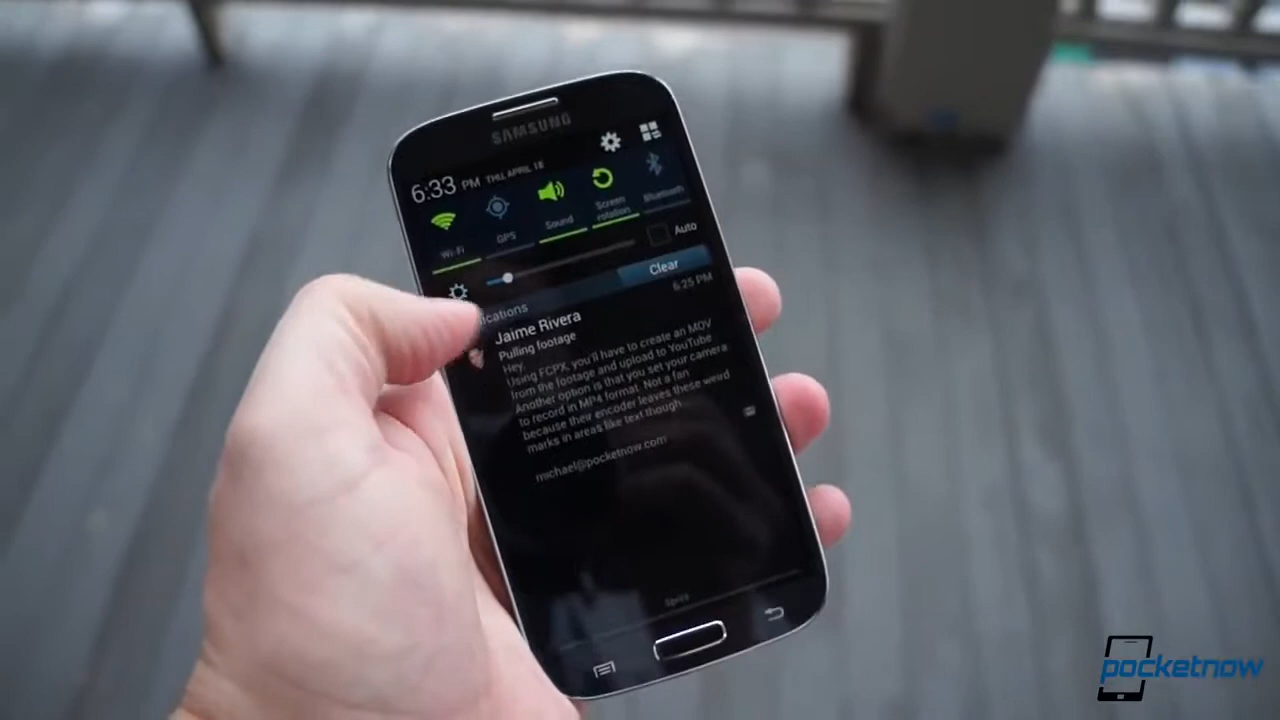 SAMSUNG
6:33 PM THU, APRIL 18
Wi-Fi
GPS
Sound
Screen rotation
Bluetooth
Auto
Clear
ications
6:25 PM
Jaime Rivera
Pulling footage
Hey,
Using FCPX, you'll have to create an MOV
from the footage and upload to YouTube
Another option is that you set your camera
to record in MP4 format. Not a fan
because their encoder leaves these weird
marks in areas like text though.
michael@pocketnow.com
Sprint
pocketnow